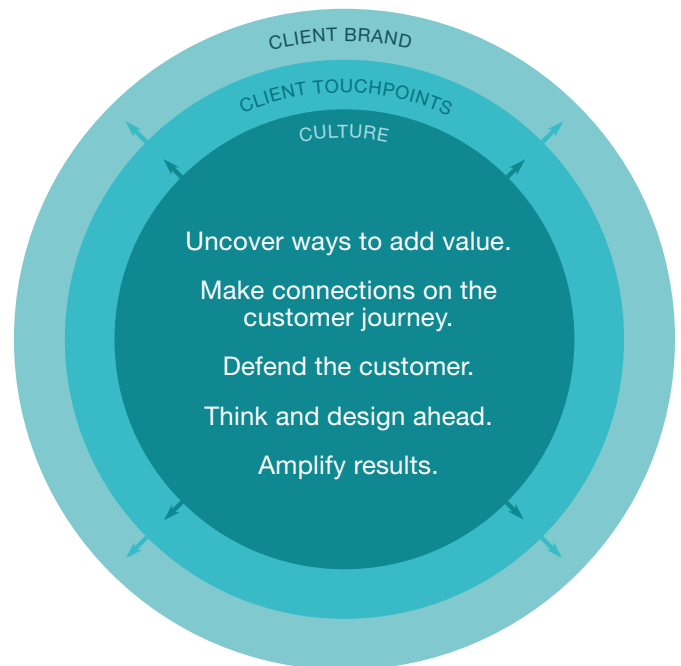 CLIENT BRAND
CLIENT TOUCHPOINTS
CULTURE
Uncover ways to add value.
Make connections on the
customer journey.
Defend the customer.
Think and design ahead.
Amplify results.